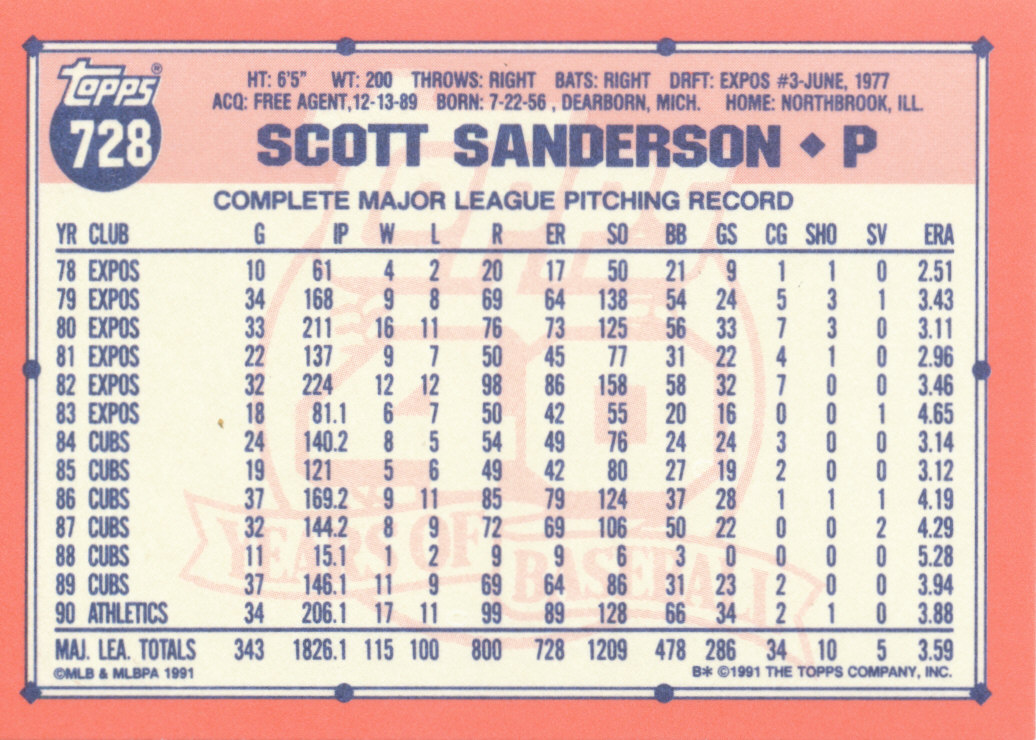 topps®
728
HT: 6'5" WT: 200 THROWS: RIGHT BATS: RIGHT DRFT: EXPOS #3-JUNE, 1977
ACQ: FREE AGENT,12-13-89 BORN: 7-22-56 , DEARBORN, MICH. HOME: NORTHBROOK, ILL.
SCOTT SANDERSON ◆ P
COMPLETE MAJOR LEAGUE PITCHING RECORD
YR CLUB G IP W L R ER SO BB GS CG SHO SV ERA
78 EXPOS 10 61 4 2 20 17 50 21 9 1 1 0 2.51
79 EXPOS 34 168 9 8 69 64 138 54 24 5 3 1 3.43
80 EXPOS 33 211 16 11 76 73 125 56 33 7 3 0 3.11
81 EXPOS 22 137 9 7 50 45 77 31 22 4 1 0 2.96
82 EXPOS 32 224 12 12 98 86 158 58 32 7 0 0 3.46
83 EXPOS 18 81.1 6 7 50 42 55 20 16 0 0 1 4.65
84 CUBS 24 140.2 8 5 54 49 76 24 24 3 0 0 3.14
85 CUBS 19 121 5 6 49 42 80 27 19 2 0 0 3.12
86 CUBS 37 169.2 9 11 85 79 124 37 28 1 1 1 4.19
87 CUBS 32 144.2 8 9 72 69 106 50 22 0 0 2 4.29
88 CUBS 11 15.1 1 2 9 9 6 3 0 0 0 0 5.28
89 CUBS 37 146.1 11 9 69 64 86 31 23 2 0 0 3.94
90 ATHLETICS 34 206.1 17 11 99 89 128 66 34 2 1 0 3.88
MAJ. LEA. TOTALS 343 1826.1 115 100 800 728 1209 478 286 34 10 5 3.59
©MLB & MLBPA 1991 B* ©1991 THE TOPPS COMPANY, INC.
topps
40
YEARS OF BASEBALL